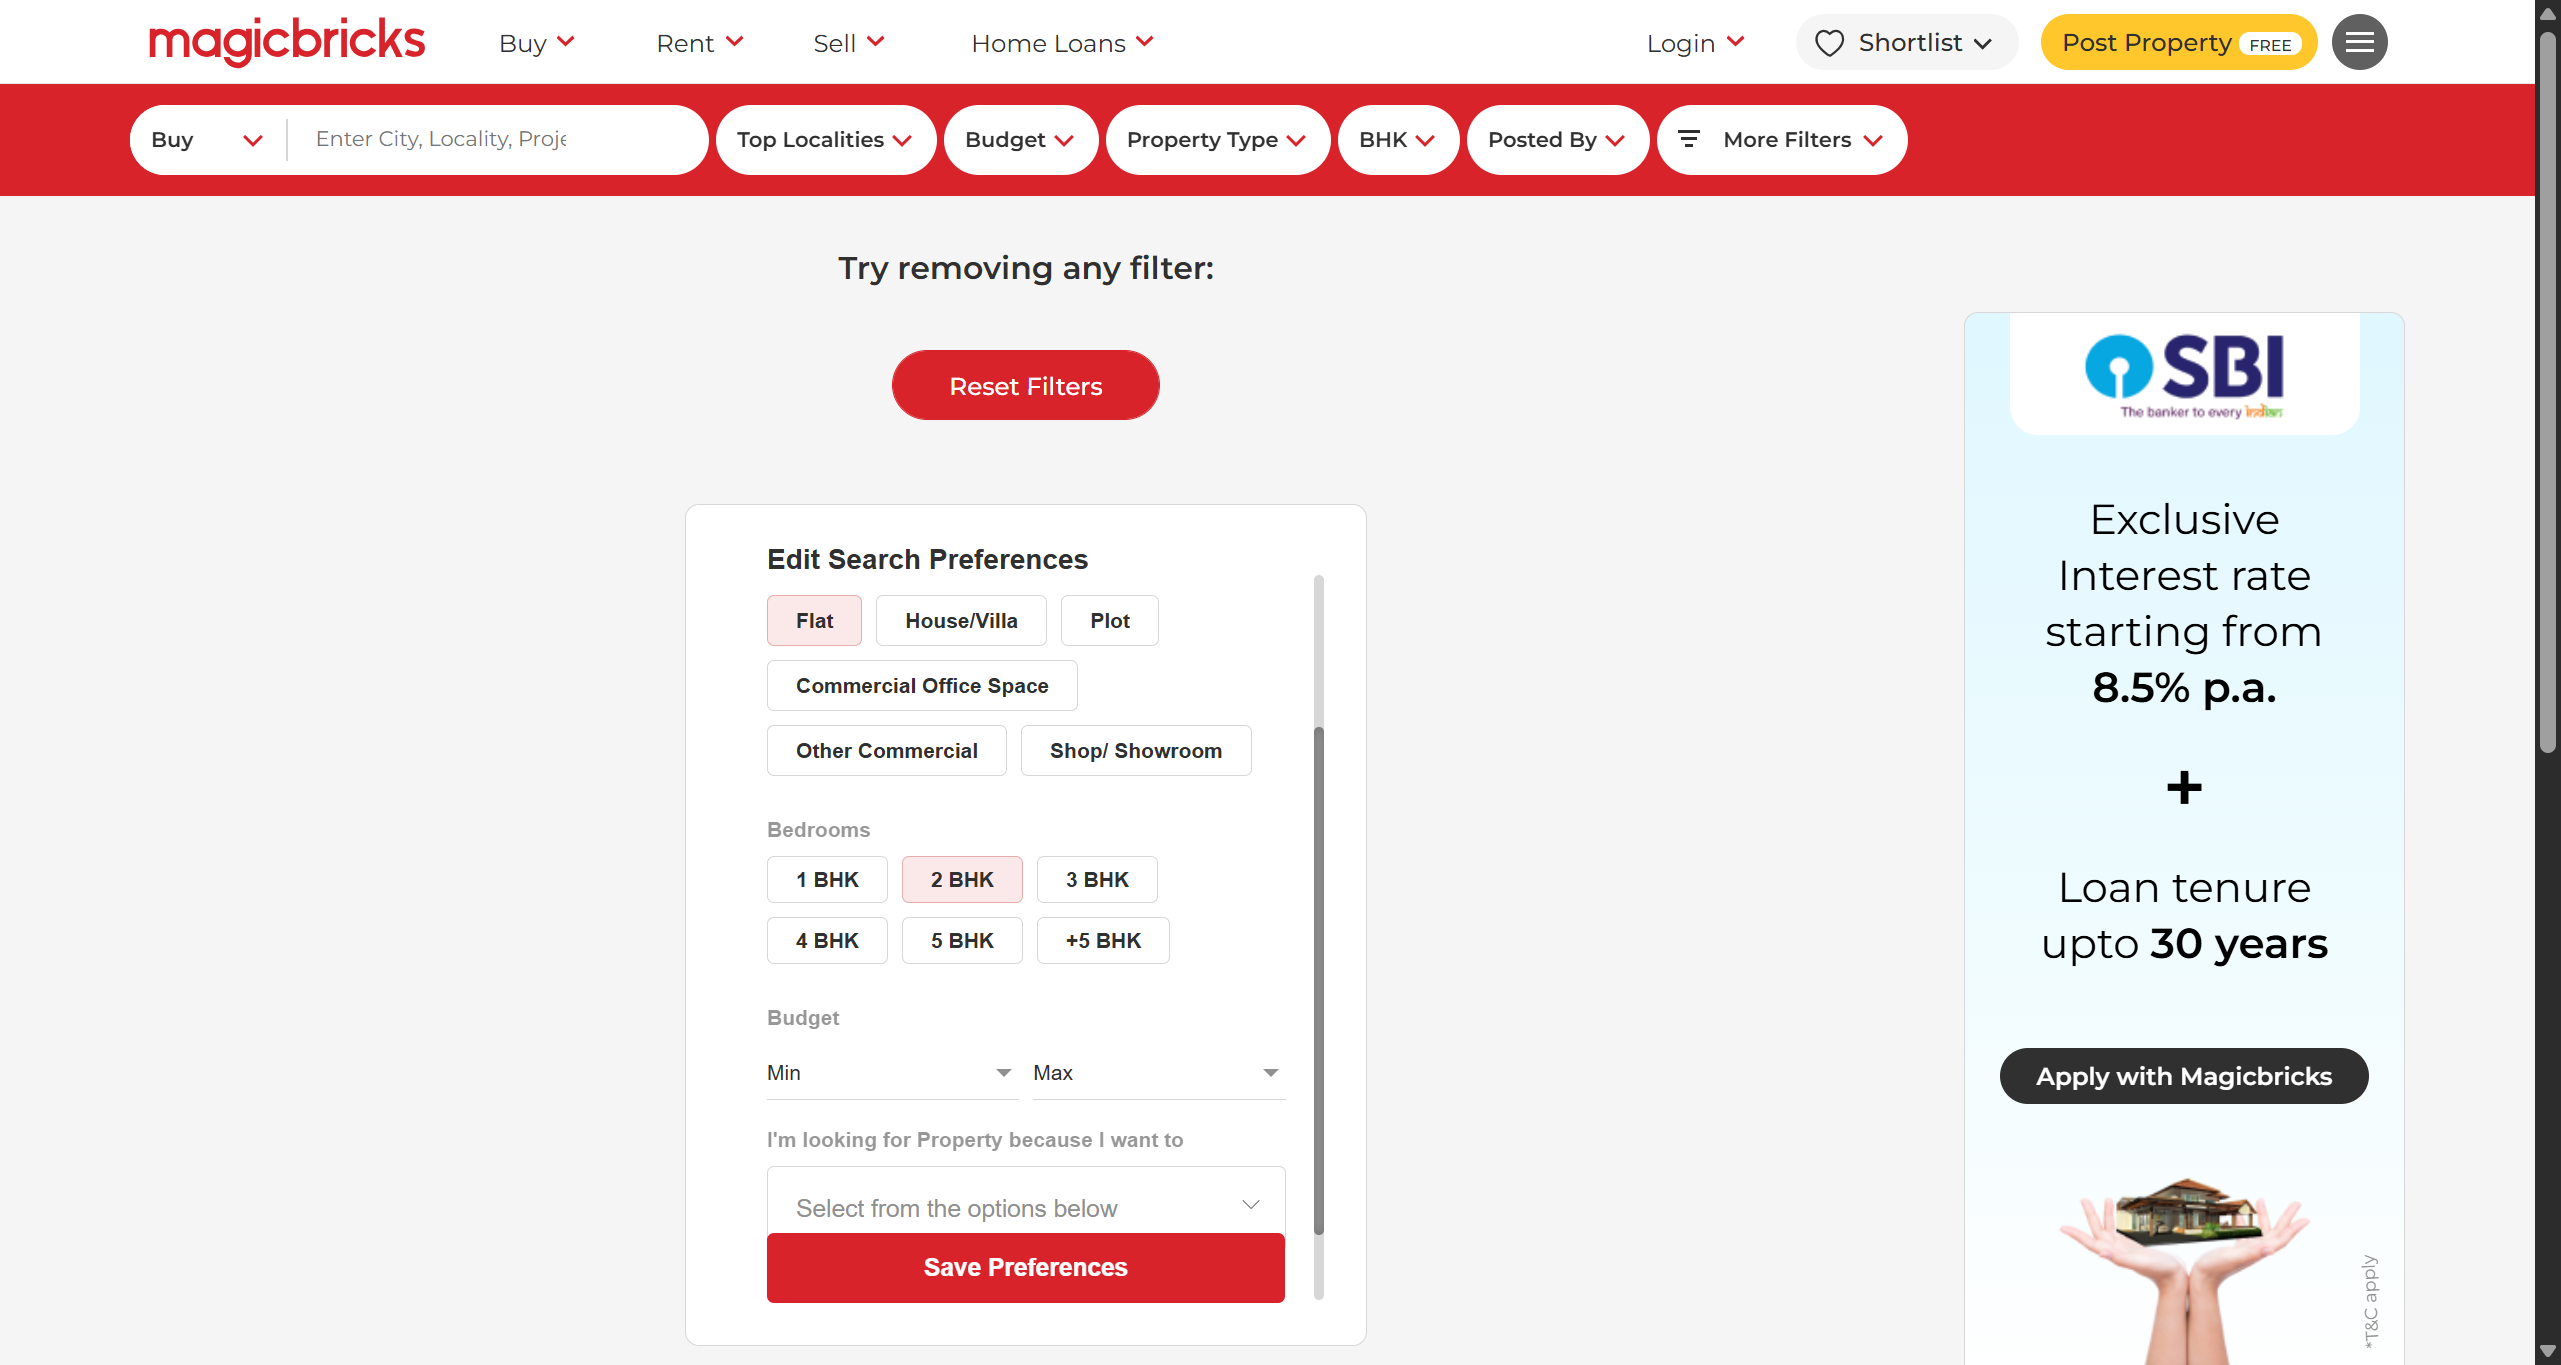 magicbricks
Buy
Rent
Sell
Home Loans
Login
Shortlist
Post Property FREE
Buy
Enter City, Locality, Proje
Top Localities
Budget
Property Type
BHK
Posted By
More Filters
Try removing any filter:
Reset Filters
Edit Search Preferences
Flat
House/Villa
Plot
Commercial Office Space
Other Commercial
Shop/ Showroom
Bedrooms
1 BHK
2 BHK
3 BHK
4 BHK
5 BHK
+5 BHK
Budget
Min
Max
I'm looking for Property because I want to
Select from the options below
Save Preferences
SBI
The banker to every indian
Exclusive
Interest rate
starting from
8.5% p.a.
+
Loan tenure
upto 30 years
Apply with Magicbricks
*T&C apply